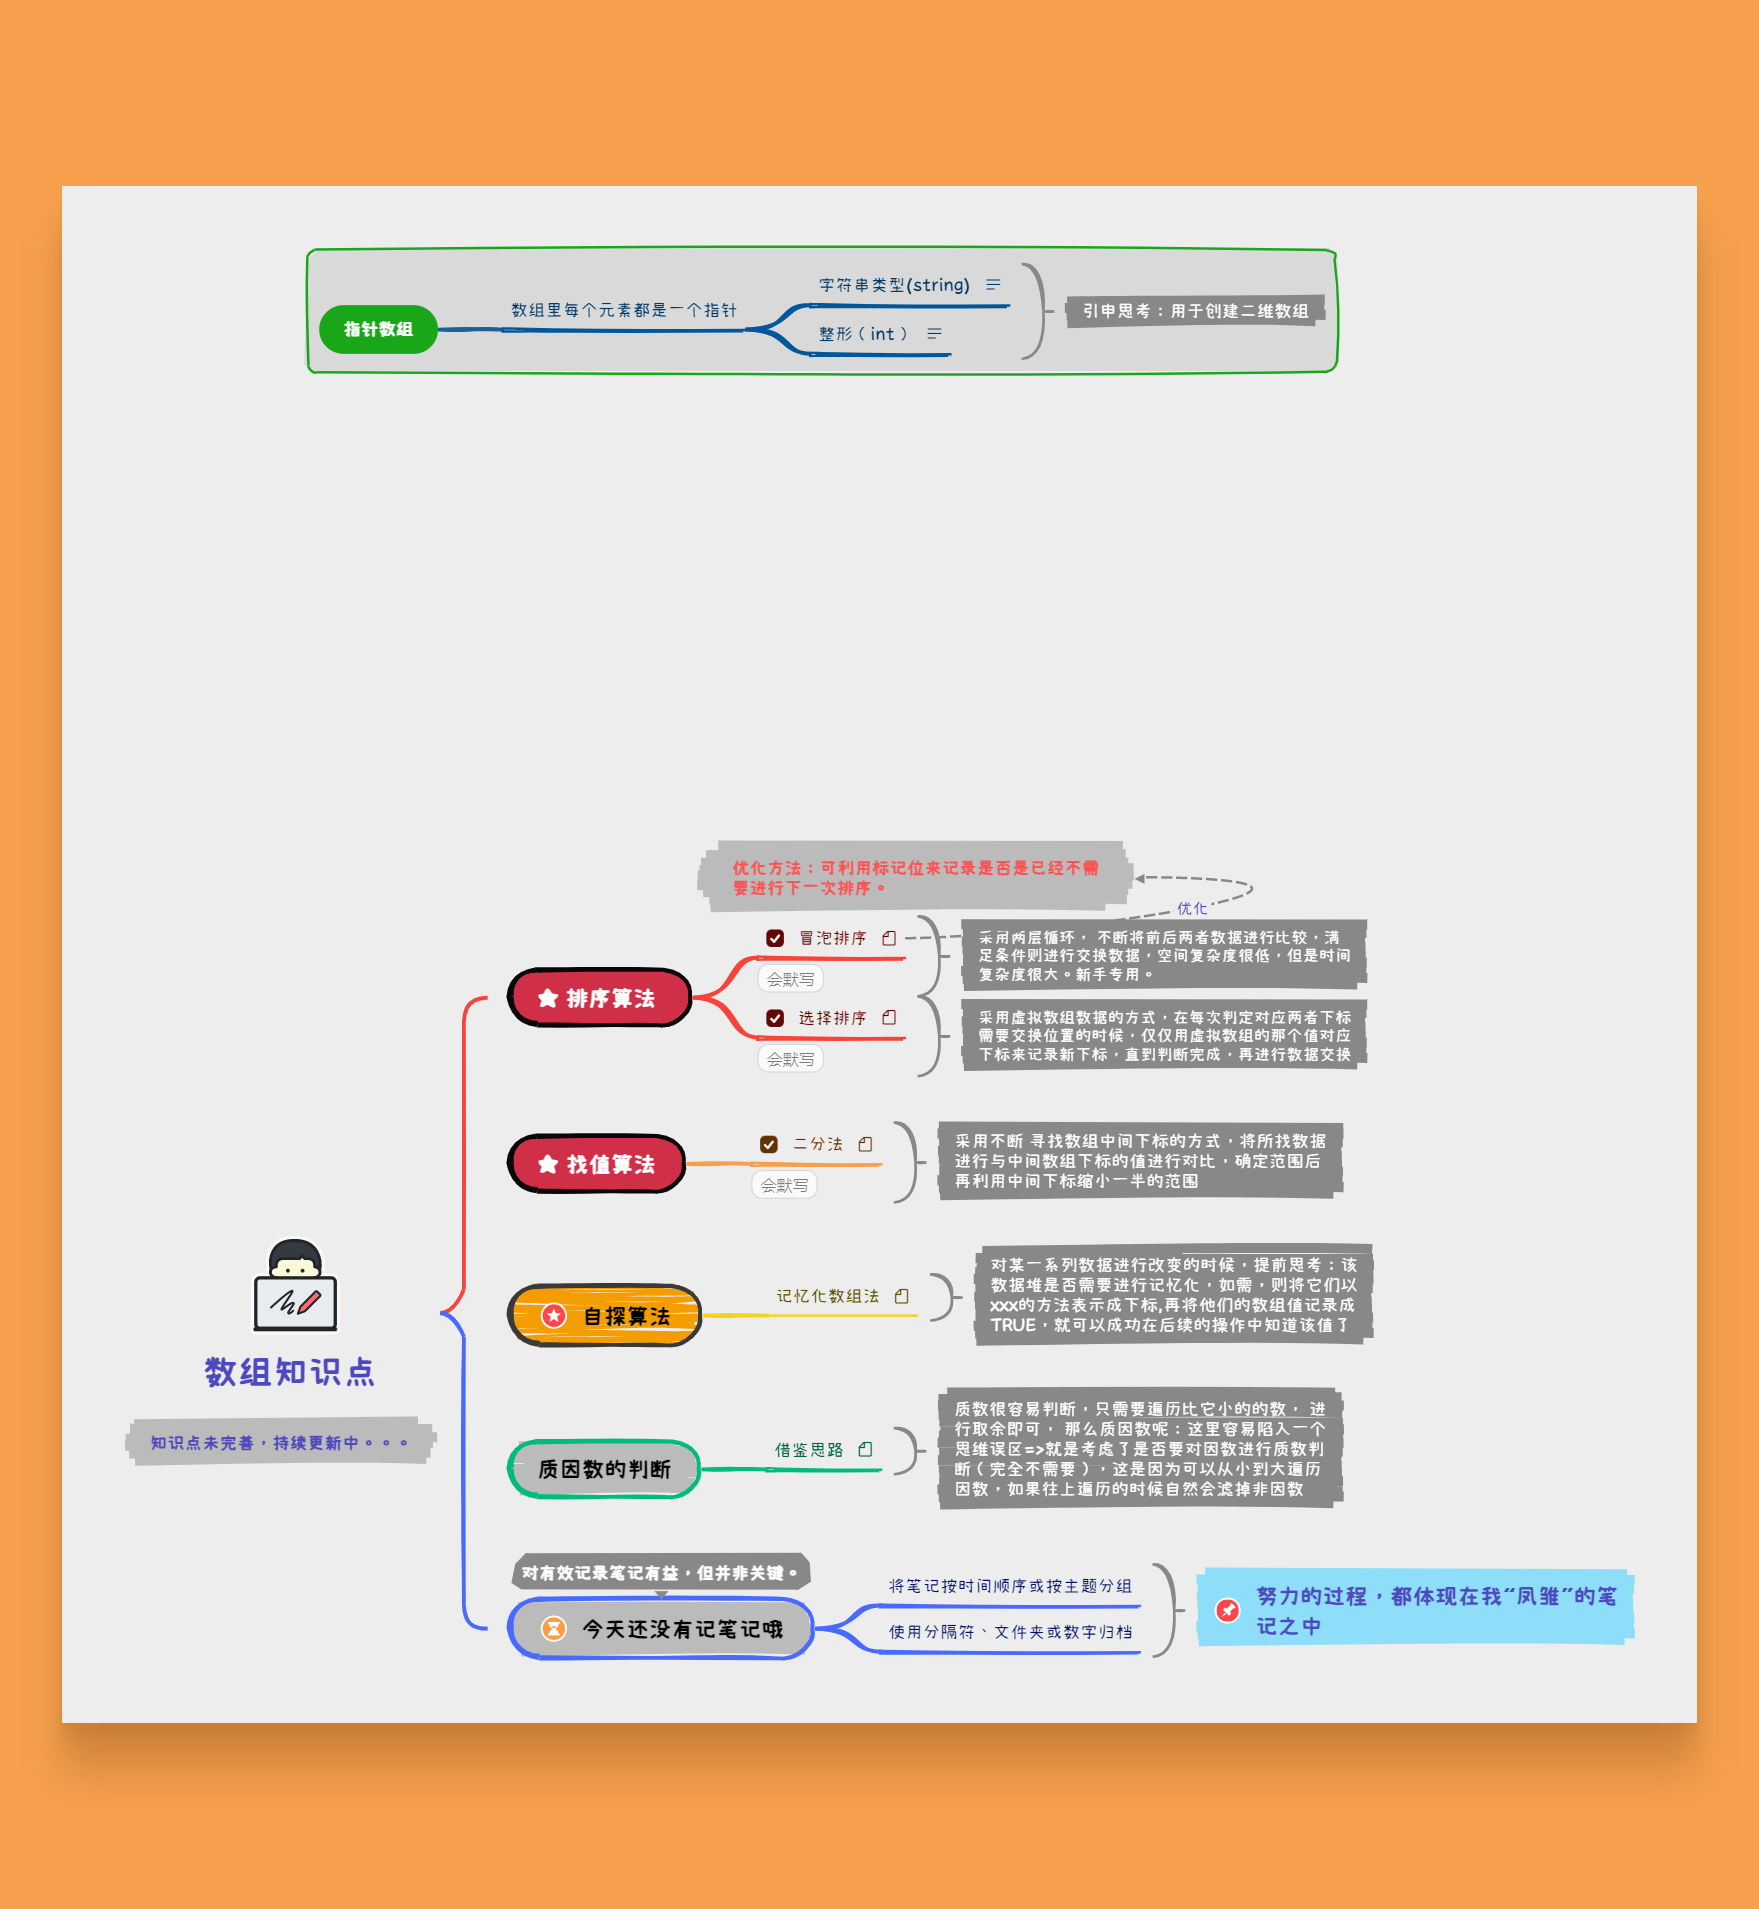 指针数组
数组里每个元素都是一个指针
字符串类型(string)
整形（int）
引申思考：用于创建二维数组
优化方法：可利用标记位来记录是否是已经不需
要进行下一次排序。
优化
排序算法
冒泡排序
会默写
采用两层循环， 不断将前后两者数据进行比较，满
足条件则进行交换数据，空间复杂度很低，但是时间
复杂度很大。新手专用。
选择排序
会默写
采用虚拟数组数据的方式，在每次判定对应两者下标
需要交换位置的时候，仅仅用虚拟数组的那个值对应
下标来记录新下标，直到判断完成，再进行数据交换
找值算法
二分法
会默写
采用不断 寻找数组中间下标的方式，将所找数据
进行与中间数组下标的值进行对比，确定范围后
再利用中间下标缩小一半的范围
自探算法
记忆化数组法
对某一系列数据进行改变的时候，提前思考：该
数据堆是否需要进行记忆化，如需，则将它们以
xxx的方法表示成下标,再将他们的数组值记录成
TRUE，就可以成功在后续的操作中知道该值了
数组知识点
知识点未完善，持续更新中。。。
质因数的判断
借鉴思路
质数很容易判断，只需要遍历比它小的的数， 进
行取余即可， 那么质因数呢：这里容易陷入一个
思维误区=>就是考虑了是否要对因数进行质数判
断（完全不需要），这是因为可以从小到大遍历
因数，如果往上遍历的时候自然会滤掉非因数
对有效记录笔记有益，但并非关键。
今天还没有记笔记哦
将笔记按时间顺序或按主题分组
使用分隔符、文件夹或数字归档
努力的过程，都体现在我“凤雏”的笔
记之中